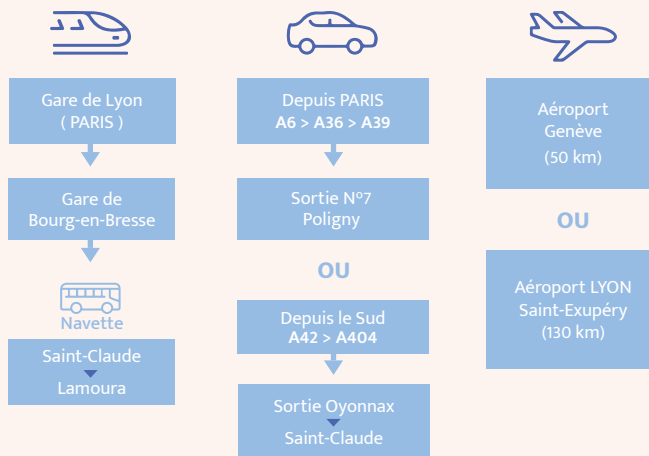 Gare de Lyon
( PARIS )
Gare de
Bourg-en-Bresse
Navette
Saint-Claude
Lamoura
Depuis PARIS
A6 > A36 > A39
Sortie N°7
Poligny
OU
Depuis le Sud
A42 > A404
Sortie Oyonnax
Saint-Claude
Aéroport
Genève
(50 km)
OU
Aéroport LYON
Saint-Exupéry
(130 km)